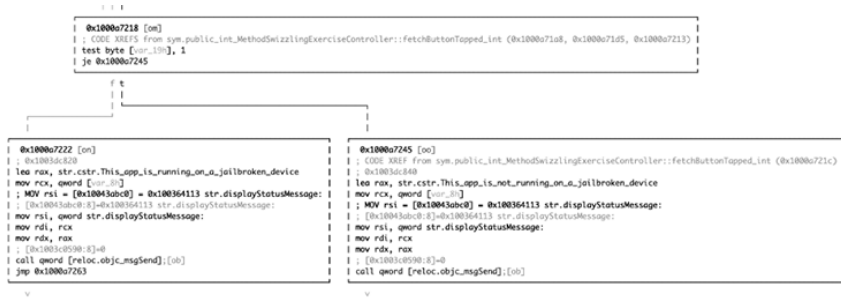 0x1000a7218 [om]
; CODE XREFS from sym.public_int_MethodSwizzlingExerciseController::fetchButtonTapped_int (0x1000a71a8, 0x1000a71d5, 0x1000a7213)
test byte [var_19h], 1
je 0x1000a7245
f t
0x1000a7222 [on]
; 0x1003dc820
lea rax, str.cstr.This_app_is_running_on_a_jailbroken_device
mov rcx, qword [var_8h]
; MOV rsi = [0x10043abc0] = 0x100364113 str.displayStatusMessage:
; [0x10043abc0:8]=0x100364113 str.displayStatusMessage:
mov rsi, qword str.displayStatusMessage:
mov rdi, rcx
mov rdx, rax
; [0x1003c0590:8]=0
call qword [reloc.objc_msgSend];[ob]
jmp 0x1000a7263
v
0x1000a7245 [oo]
; CODE XREF from sym.public_int_MethodSwizzlingExerciseController::fetchButtonTapped_int (0x1000a721c)
; 0x1003dc840
lea rax, str.cstr.This_app_is_not_running_on_a_jailbroken_device
mov rcx, qword [var_8h]
; MOV rsi = [0x10043abc0] = 0x100364113 str.displayStatusMessage:
; [0x10043abc0:8]=0x100364113 str.displayStatusMessage:
mov rsi, qword str.displayStatusMessage:
mov rdi, rcx
mov rdx, rax
; [0x1003c0590:8]=0
call qword [reloc.objc_msgSend];[ob]
v